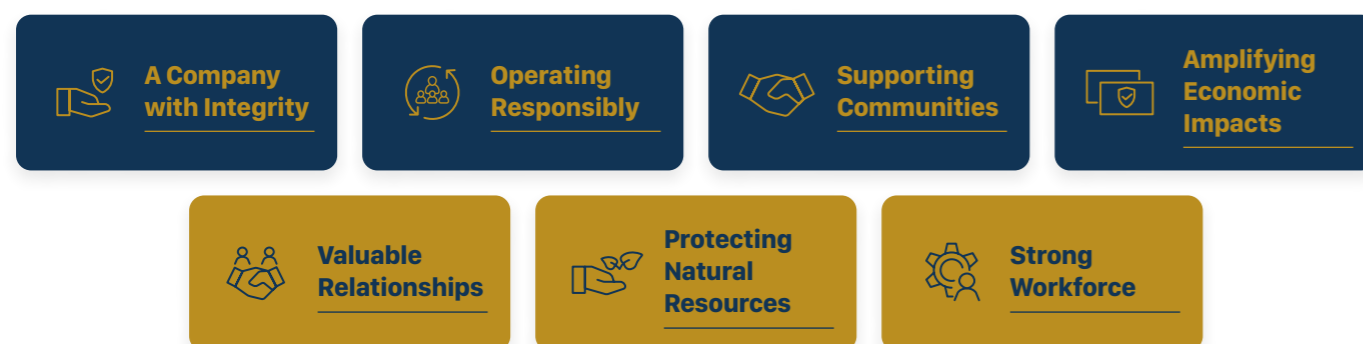 A Company
with Integrity
Operating
Responsibly
Supporting
Communities
Amplifying
Economic
Impacts
Valuable
Relationships
Protecting
Natural
Resources
Strong
Workforce